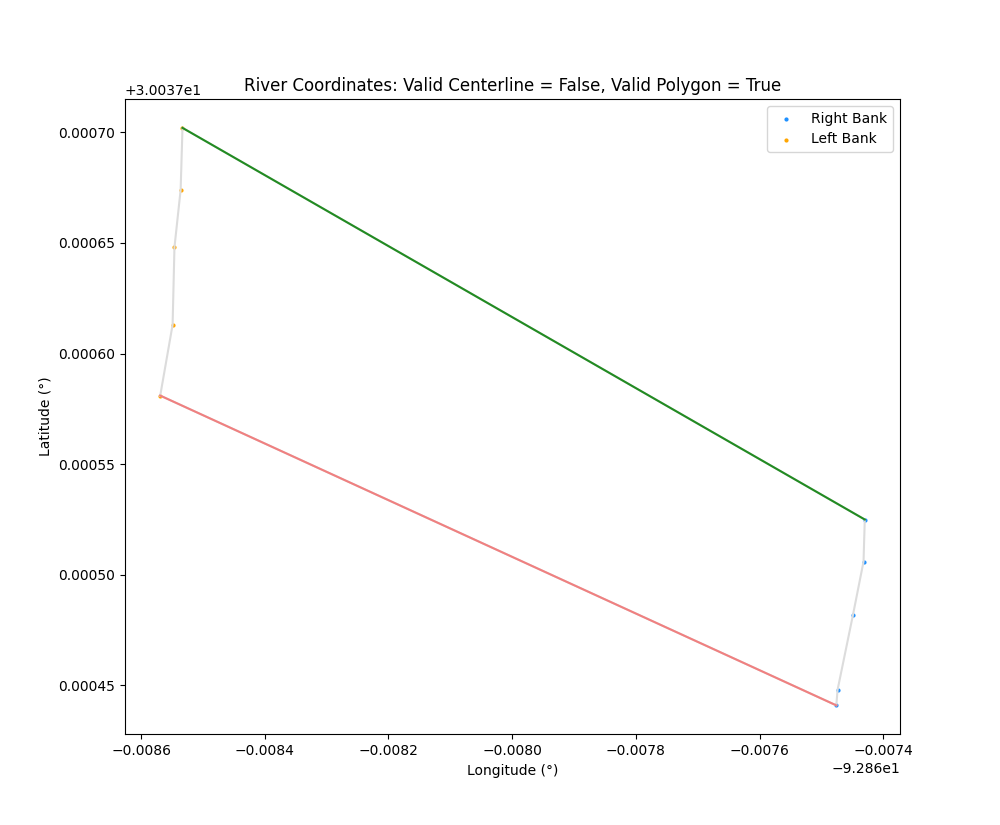 River Coordinates: Valid Centerline = False, Valid Polygon = True
+3.0037e1
Right Bank
Left Bank
0.00070
0.00065
0.00060
0.00055
0.00050
0.00045
Latitude (°)
−0.0086
−0.0084
−0.0082
−0.0080
−0.0078
−0.0076
−0.0074
Longitude (°)
−9.286e1